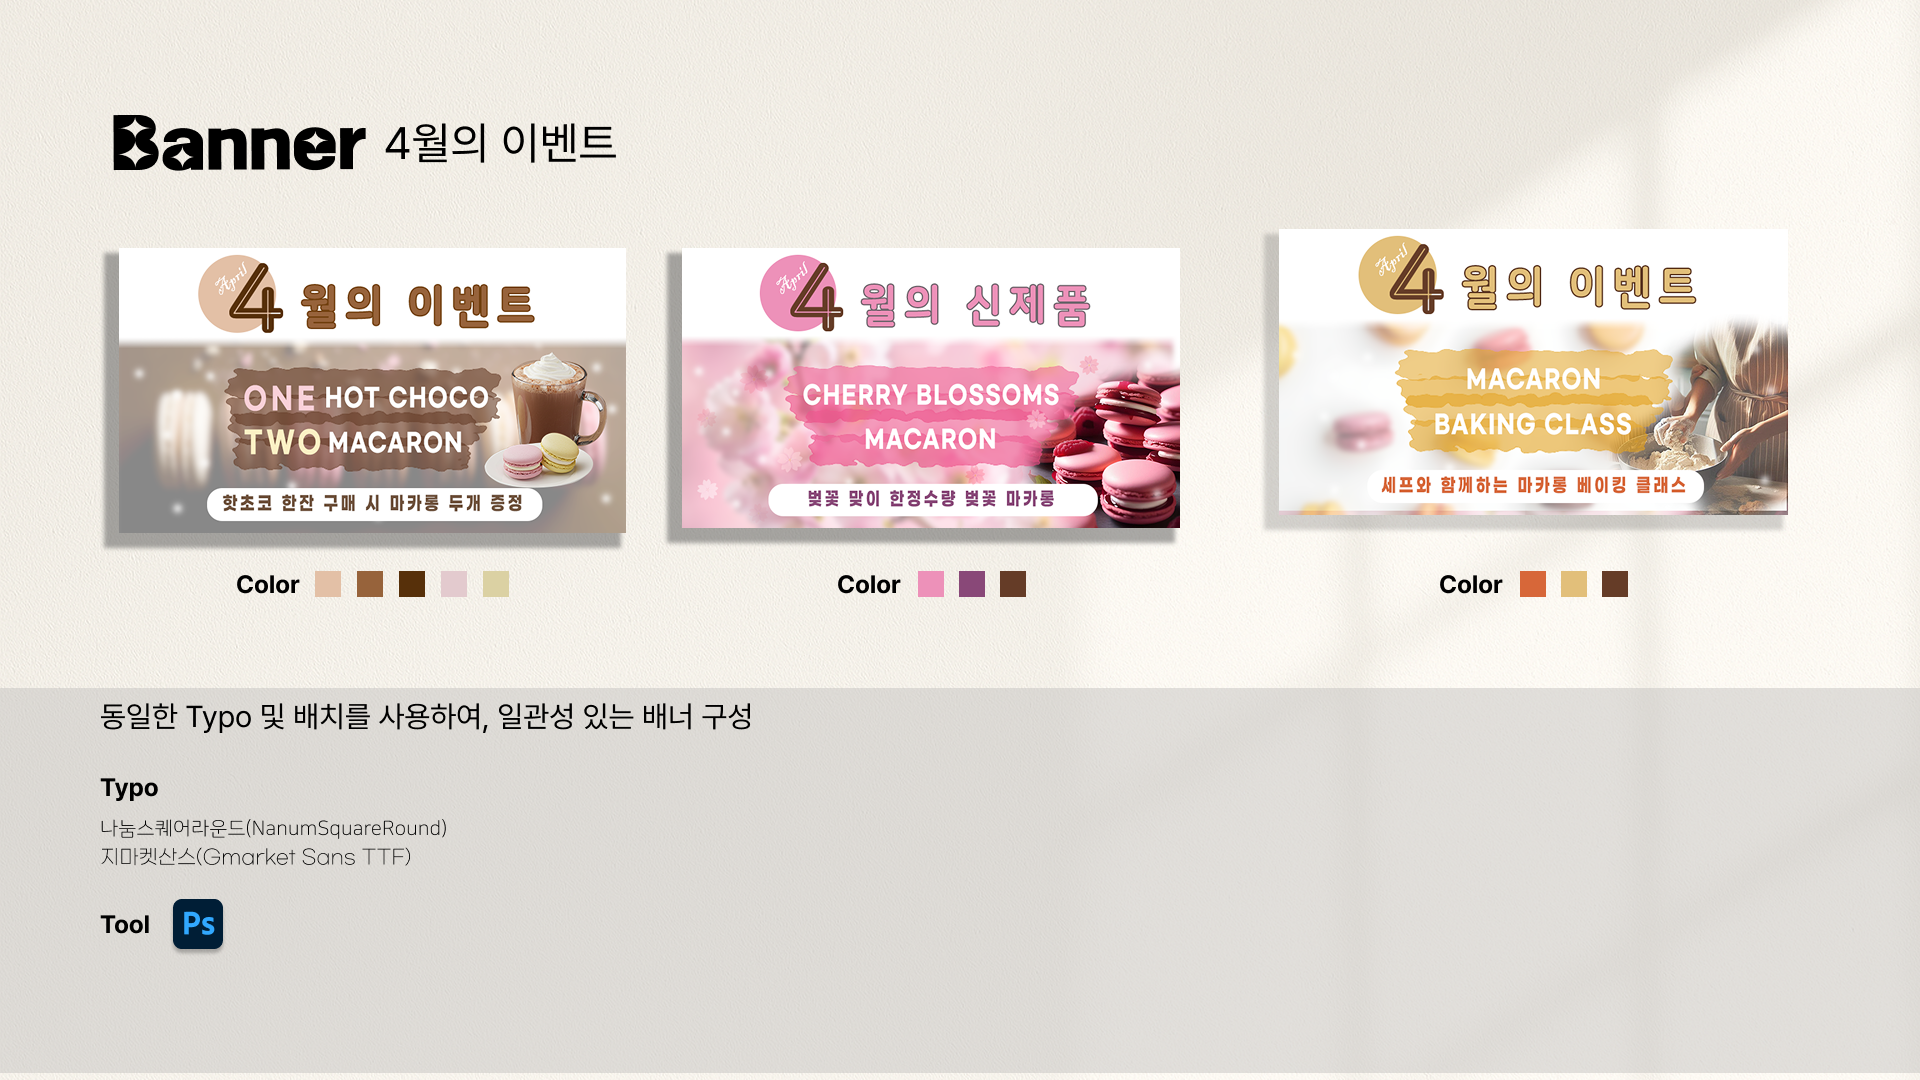 Banner 4월의 이벤트
April
4월의 이벤트
ONE HOT CHOCO
TWO MACARON
핫초코 한잔 구매 시 마카롱 두개 증정
Color
April
4월의 신제품
CHERRY BLOSSOMS
MACARON
벚꽃 맞이 한정수량 벚꽃 마카롱
Color
April
4월의 이벤트
MACARON
BAKING CLASS
셰프와 함께하는 마카롱 베이킹 클래스
Color
동일한 Typo 및 배치를 사용하여, 일관성 있는 배너 구성
Typo
나눔스퀘어라운드(NanumSquareRound)
지마켓산스(Gmarket Sans TTF)
Tool Ps